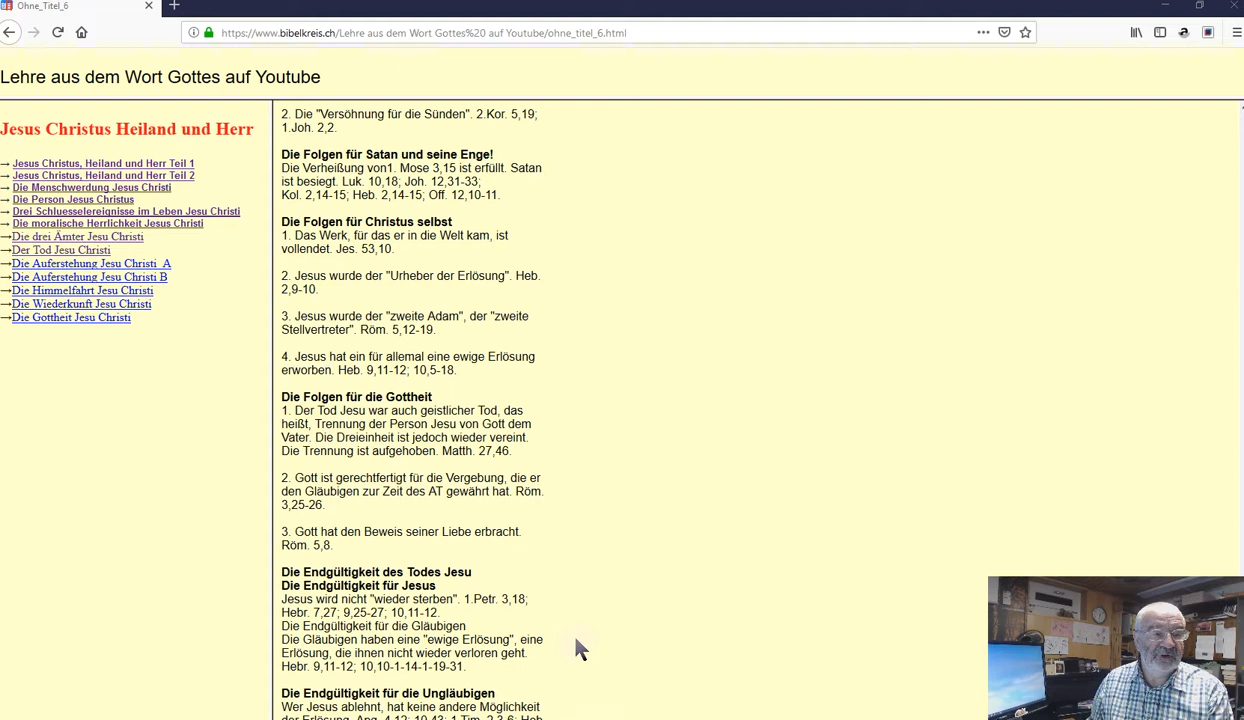 Ohne_Titel_6
https://www.bibelkreis.ch/Lehre aus dem Wort Gottes%20 auf Youtube/ohne_titel_6.html
Lehre aus dem Wort Gottes auf Youtube
Jesus Christus Heiland und Herr
→ Jesus Christus, Heiland und Herr Teil 1
→ Jesus Christus, Heiland und Herr Teil 2
→ Die Menschwerdung Jesus Christi
→ Die Person Jesus Christus
→ Drei Schluesselereignisse im Leben Jesu Christi
→ Die moralische Herrlichkeit Jesus Christi
→Die drei Ämter Jesu Christi
→Der Tod Jesu Christi
→Die Auferstehung Jesu Christi A
→Die Auferstehung Jesu Christi B
→Die Himmelfahrt Jesu Christi
→Die Wiederkunft Jesu Christi
→Die Gottheit Jesu Christi
2. Die "Versöhnung für die Sünden". 2.Kor. 5,19;
1.Joh. 2,2.
Die Folgen für Satan und seine Enge!
Die Verheißung von1. Mose 3,15 ist erfüllt. Satan
ist besiegt. Luk. 10,18; Joh. 12,31-33;
Kol. 2,14-15; Heb. 2,14-15; Off. 12,10-11.
Die Folgen für Christus selbst
1. Das Werk, für das er in die Welt kam, ist
vollendet. Jes. 53,10.
2. Jesus wurde der "Urheber der Erlösung". Heb.
2,9-10.
3. Jesus wurde der "zweite Adam", der "zweite
Stellvertreter". Röm. 5,12-19.
4. Jesus hat ein für allemal eine ewige Erlösung
erworben. Heb. 9,11-12; 10,5-18.
Die Folgen für die Gottheit
1. Der Tod Jesu war auch geistlicher Tod, das
heißt, Trennung der Person Jesu von Gott dem
Vater. Die Dreieinheit ist jedoch wieder vereint.
Die Trennung ist aufgehoben. Matth. 27,46.
2. Gott ist gerechtfertigt für die Vergebung, die er
den Gläubigen zur Zeit des AT gewährt hat. Röm.
3,25-26.
3. Gott hat den Beweis seiner Liebe erbracht.
Röm. 5,8.
Die Endgültigkeit des Todes Jesu
Die Endgültigkeit für Jesus
Jesus wird nicht "wieder sterben". 1.Petr. 3,18;
Hebr. 7,27; 9,25-27; 10,11-12.
Die Endgültigkeit für die Gläubigen
Die Gläubigen haben eine "ewige Erlösung", eine
Erlösung, die ihnen nicht wieder verloren geht.
Hebr. 9,11-12; 10,10-1-14-1-19-31.
Die Endgültigkeit für die Ungläubigen
Wer Jesus ablehnt, hat keine andere Möglichkeit
der Erlösung. Apg. 4,12; 10,43; 1.Tim. 2,3-6; Heb